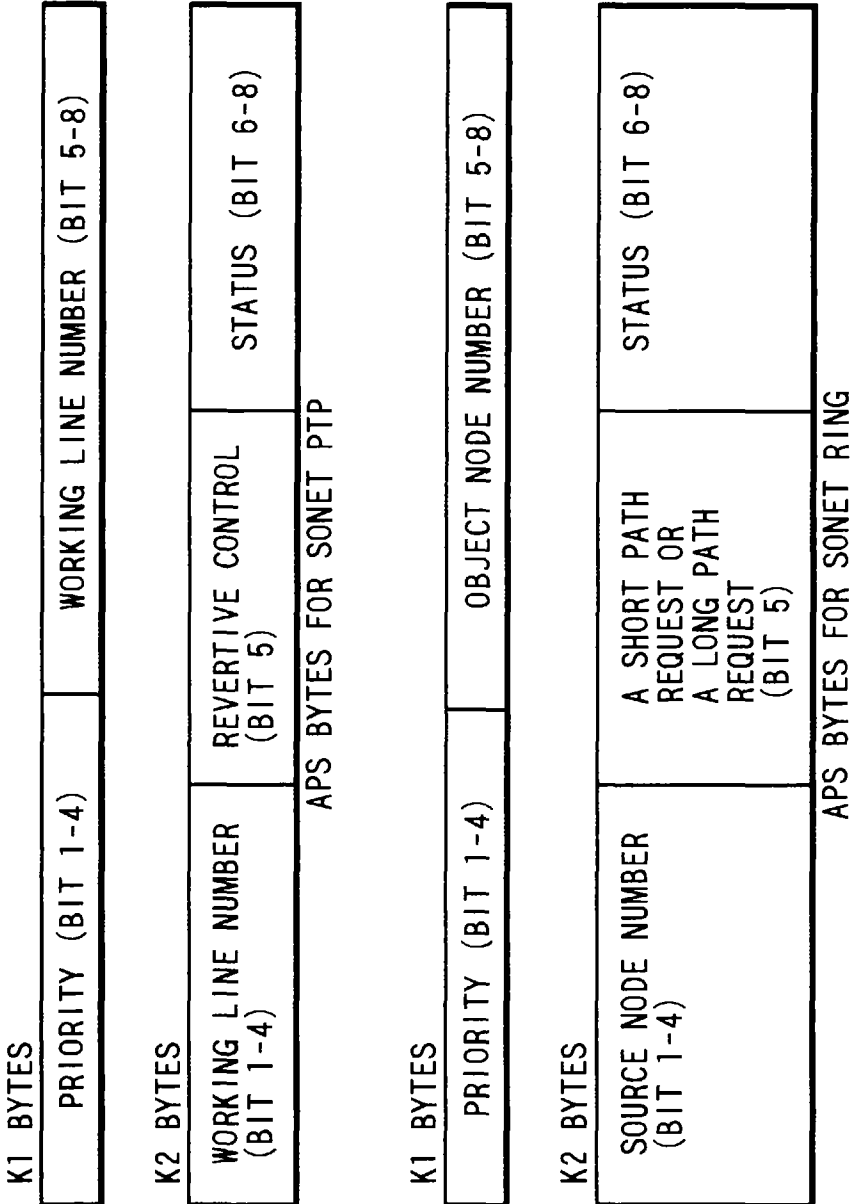 K1 BYTES
PRIORITY (BIT 1-4)
WORKING LINE NUMBER (BIT 5-8)
K2 BYTES
WORKING LINE NUMBER
(BIT 1-4)
REVERTIVE CONTROL
(BIT 5)
STATUS (BIT 6-8)
APS BYTES FOR SONET PTP
K1 BYTES
PRIORITY (BIT 1-4)
OBJECT NODE NUMBER (BIT 5-8)
K2 BYTES
SOURCE NODE NUMBER
(BIT 1-4)
A SHORT PATH
REQUEST OR
A LONG PATH
REQUEST
(BIT 5)
STATUS (BIT 6-8)
APS BYTES FOR SONET RING